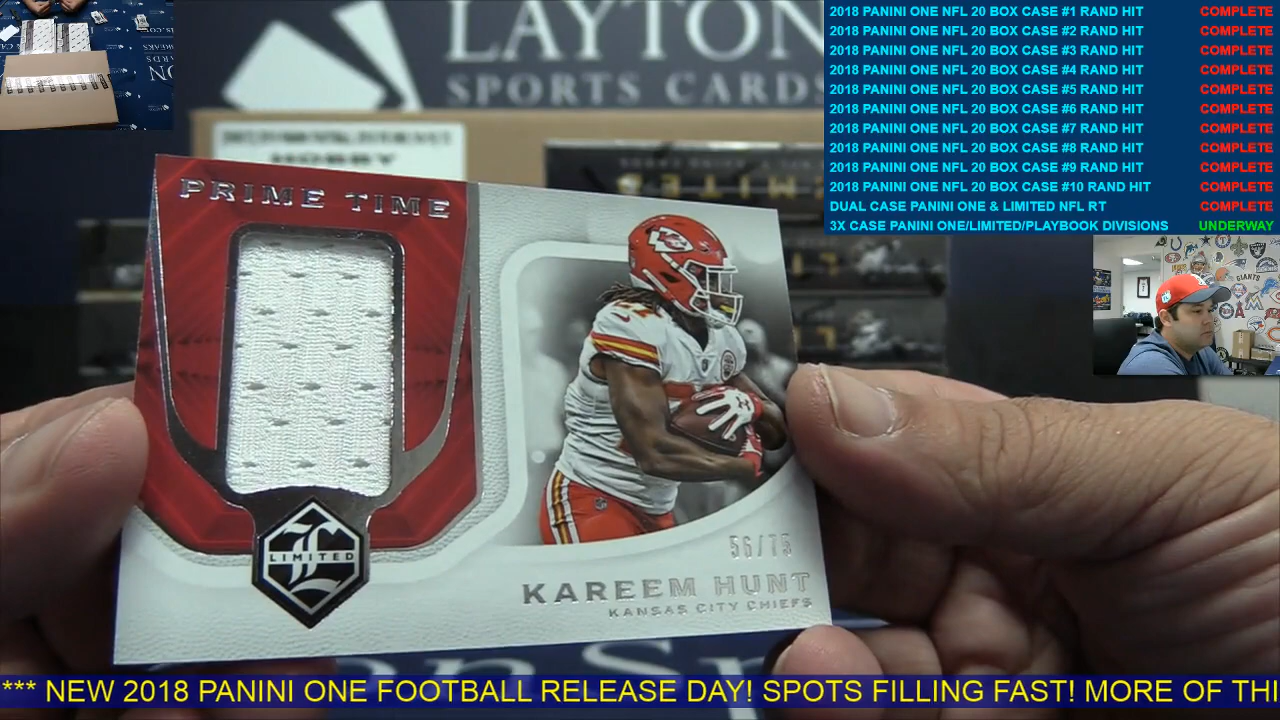 2018 PANINI ONE NFL 20 BOX CASE #1 RAND HIT COMPLETE
2018 PANINI ONE NFL 20 BOX CASE #2 RAND HIT COMPLETE
2018 PANINI ONE NFL 20 BOX CASE #3 RAND HIT COMPLETE
2018 PANINI ONE NFL 20 BOX CASE #4 RAND HIT COMPLETE
2018 PANINI ONE NFL 20 BOX CASE #5 RAND HIT COMPLETE
2018 PANINI ONE NFL 20 BOX CASE #6 RAND HIT COMPLETE
2018 PANINI ONE NFL 20 BOX CASE #7 RAND HIT COMPLETE
2018 PANINI ONE NFL 20 BOX CASE #8 RAND HIT COMPLETE
2018 PANINI ONE NFL 20 BOX CASE #9 RAND HIT COMPLETE
2018 PANINI ONE NFL 20 BOX CASE #10 RAND HIT COMPLETE
DUAL CASE PANINI ONE & LIMITED NFL RT COMPLETE
3X CASE PANINI ONE/LIMITED/PLAYBOOK DIVISIONS UNDERWAY
LAYTON
SPORTS CARDS
HOBBY
PRIME TIME
LIMITED
56/75
KAREEM HUNT
KANSAS CITY CHIEFS
GIANTS
*** NEW 2018 PANINI ONE FOOTBALL RELEASE DAY! SPOTS FILLING FAST! MORE OF THI